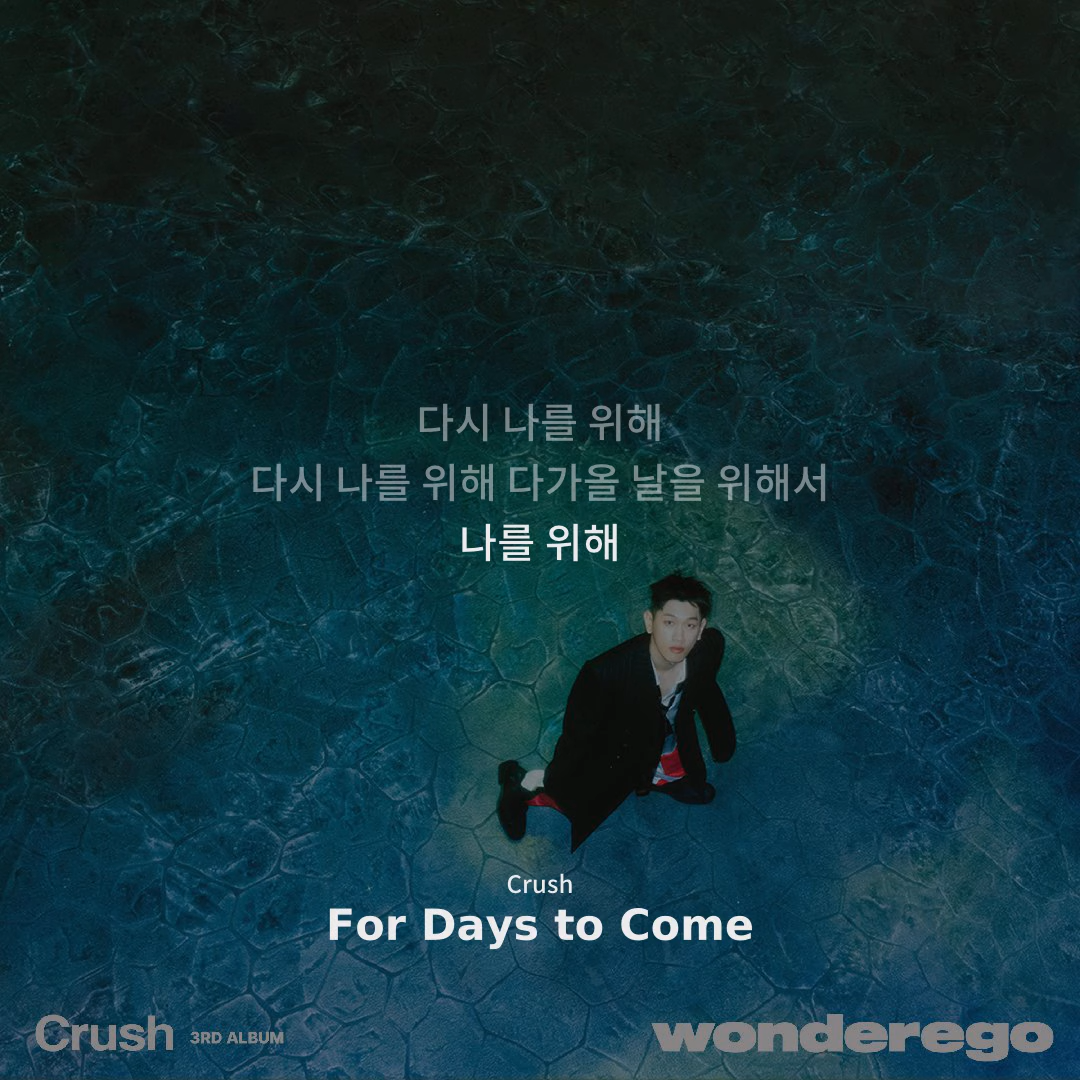 다시 나를 위해
다시 나를 위해 다가올 날을 위해서
나를 위해
Crush
For Days to Come
Crush 3RD ALBUM
wonderego